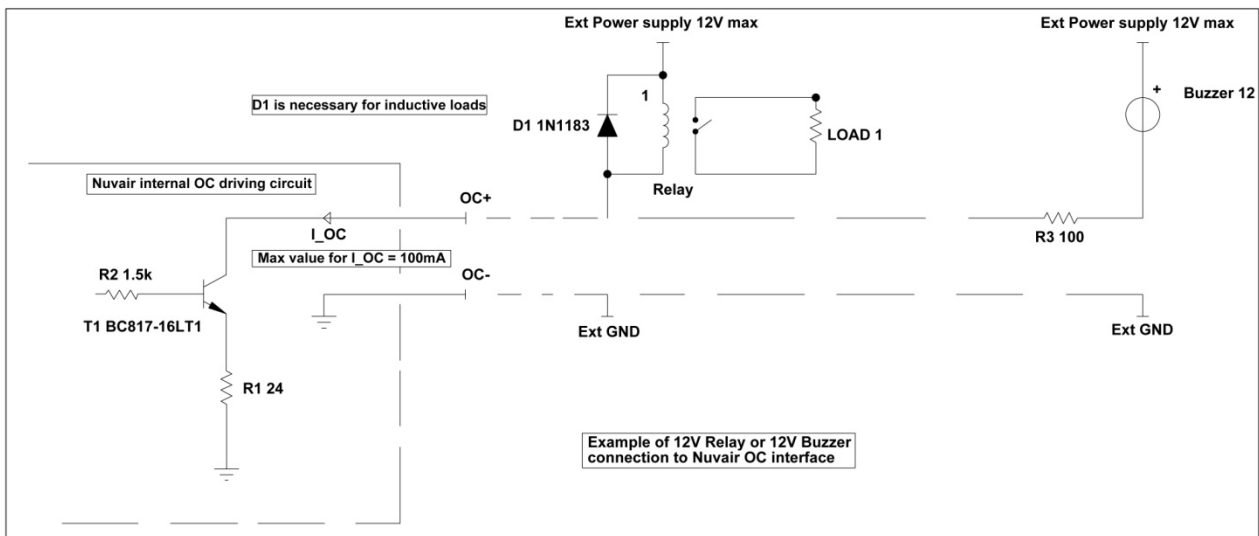 Ext Power supply 12V max
Ext Power supply 12V max
D1 is necessary for inductive loads
1
+
Buzzer 12
D1 1N1183
LOAD 1
Nuvair internal OC driving circuit
Relay
OC+
I_OC
R3 100
Max value for I_OC = 100mA
R2 1.5k
OC-
T1 BC817-16LT1
Ext GND
Ext GND
R1 24
Example of 12V Relay or 12V Buzzer
connection to Nuvair OC interface